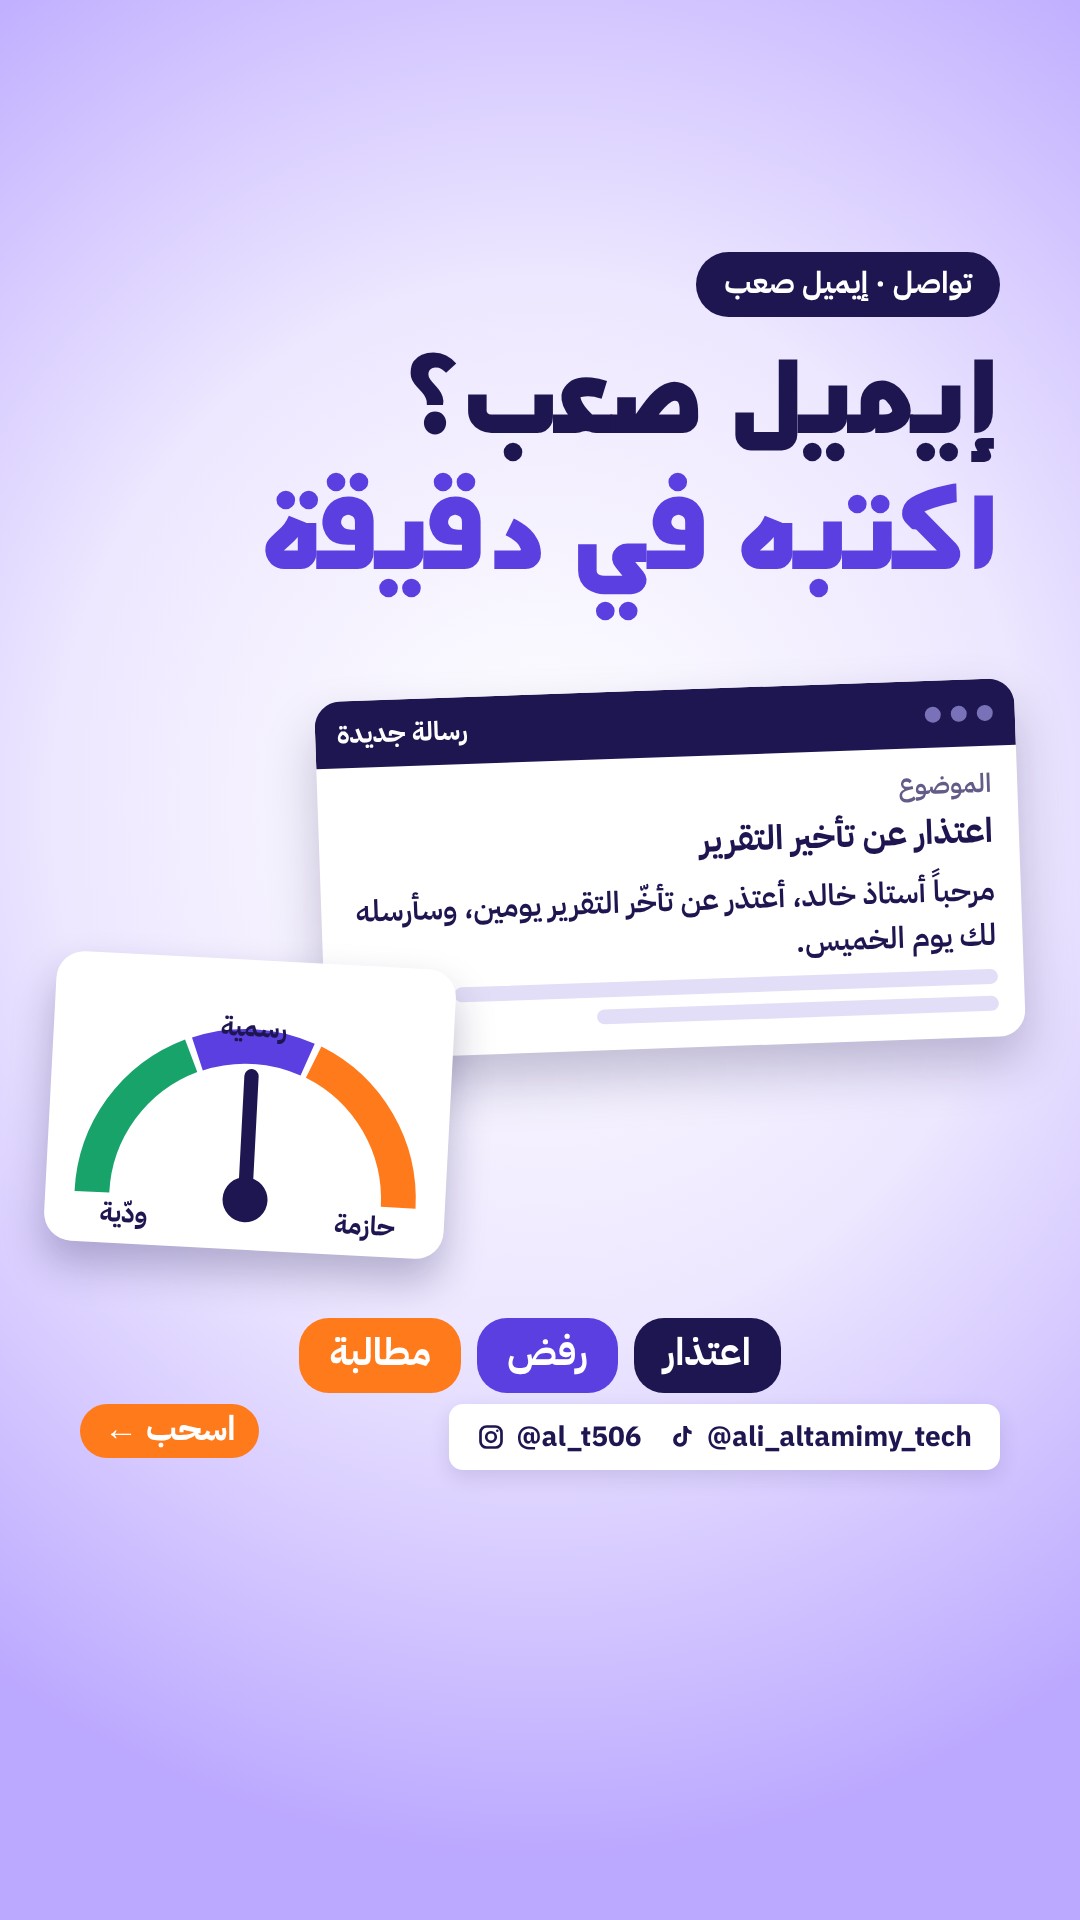 تواصل · إيميل صعب
إيميل صعب؟
اكتبه في دقيقة
رسالة جديدة
الموضوع
اعتذار عن تأخير التقرير
مرحباً أستاذ خالد، أعتذر عن تأخّر التقرير يومين، وسأرسله
لك يوم الخميس.
رسمية
حازمة
ودّية
اعتذار
رفض
مطالبة
@al_t506 @ali_altamimy_tech
اسحب ←